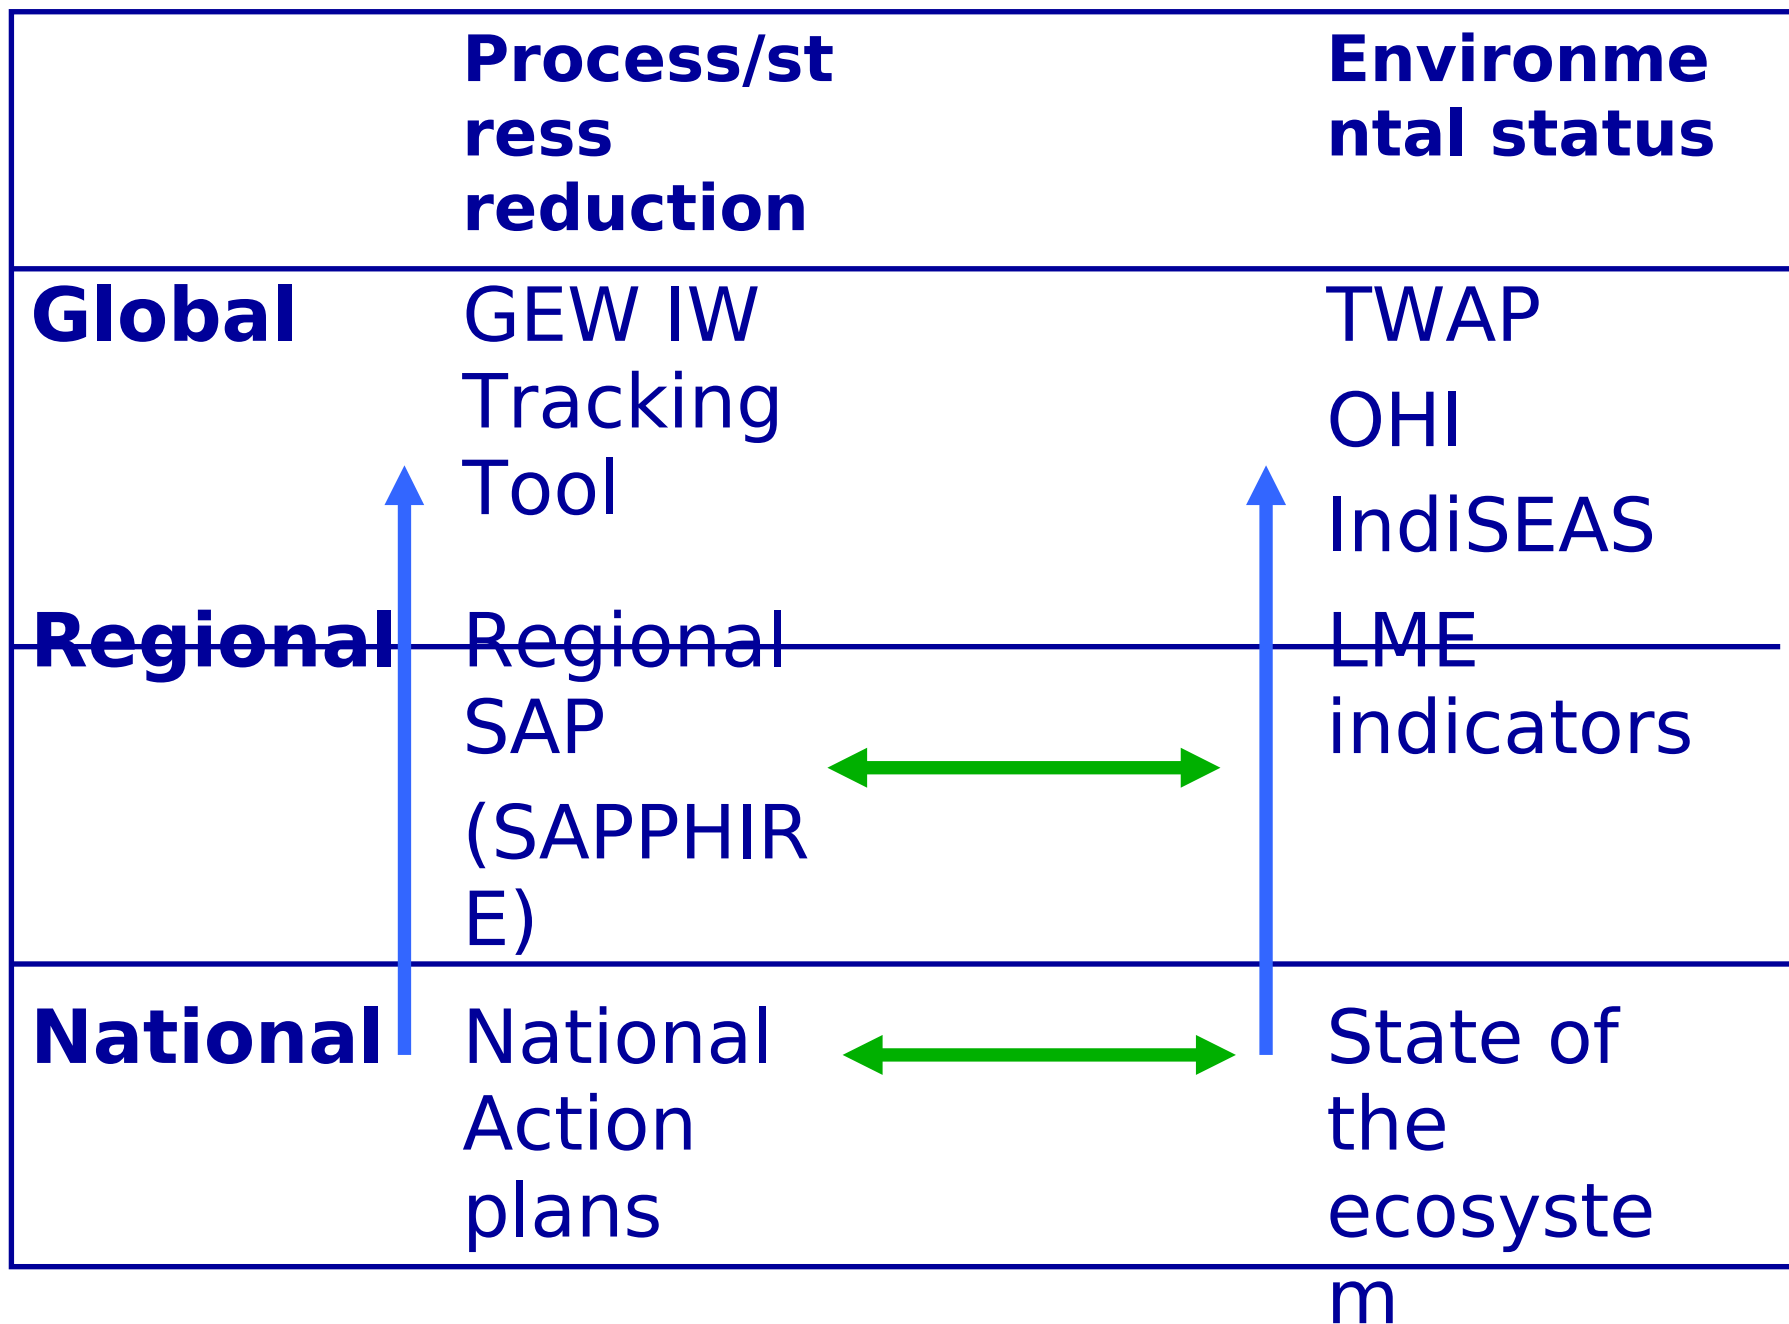 Process/st
ress
reduction
Environme
ntal status
Global
GEW IW
Tracking
Tool
TWAP
OHI
IndiSEAS
Regional
Regional
SAP
(SAPPHIR
E)
LME
indicators
National
National
Action
plans
State of
the
ecosyste
m